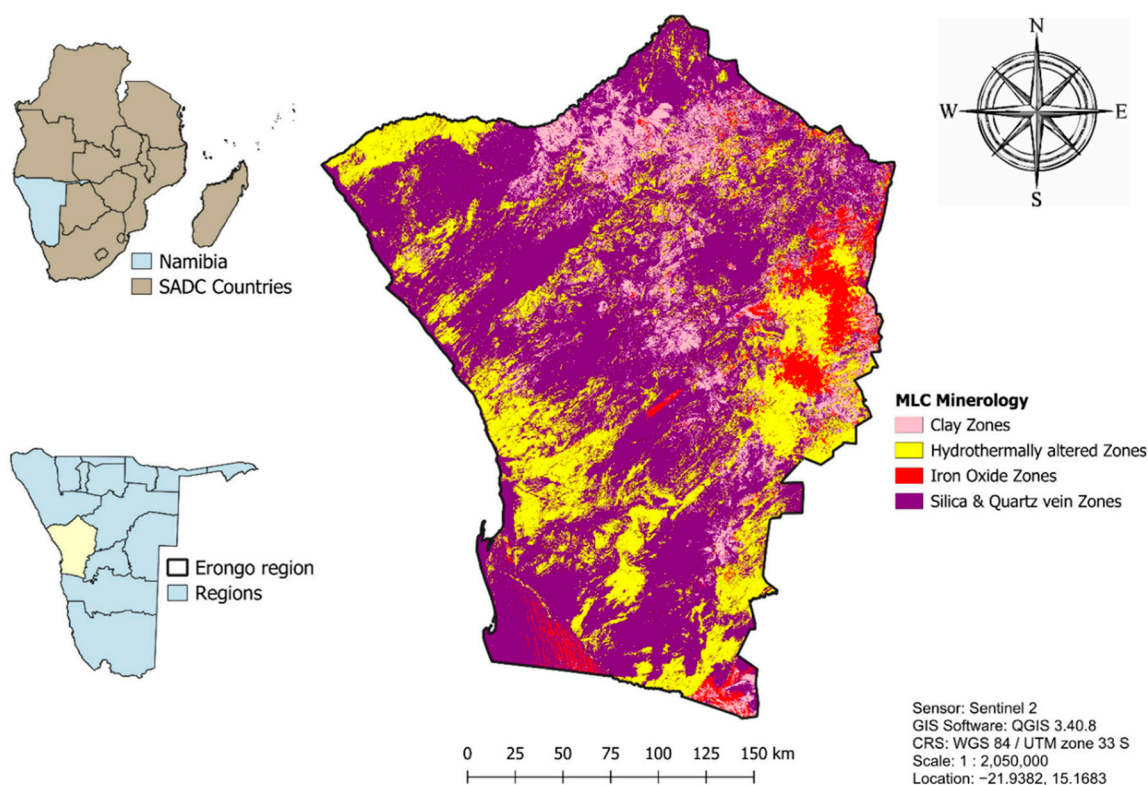 Namibia
SADC Countries
Erongo region
Regions
N
W
E
S
MLC Minerology
Clay Zones
Hydrothermally altered Zones
Iron Oxide Zones
Silica & Quartz vein Zones
0 25 50 75 100 125 150 km
Sensor: Sentinel 2
GIS Software: QGIS 3.40.8
CRS: WGS 84 / UTM zone 33 S
Scale: 1 : 2,050,000
Location: −21.9382, 15.1683